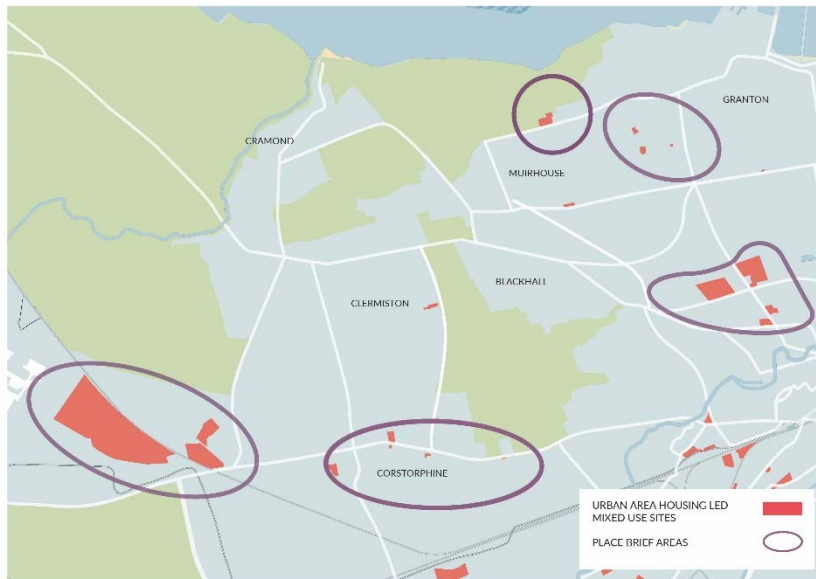 GRANTON
CRAMOND
MUIRHOUSE
BLACKHALL
CLERMISTON
CORSTORPHINE
URBAN AREA HOUSING LED
MIXED USE SITES
PLACE BRIEF AREAS